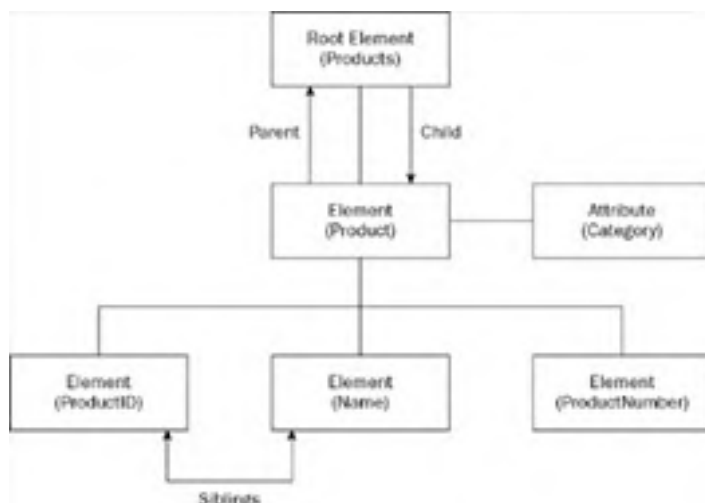 Root Element
(Products)
Parent
Child
Element
(Product)
Attribute
(Category)
Element
(ProductID)
Element
(Name)
Element
(ProductNumber)
Siblings